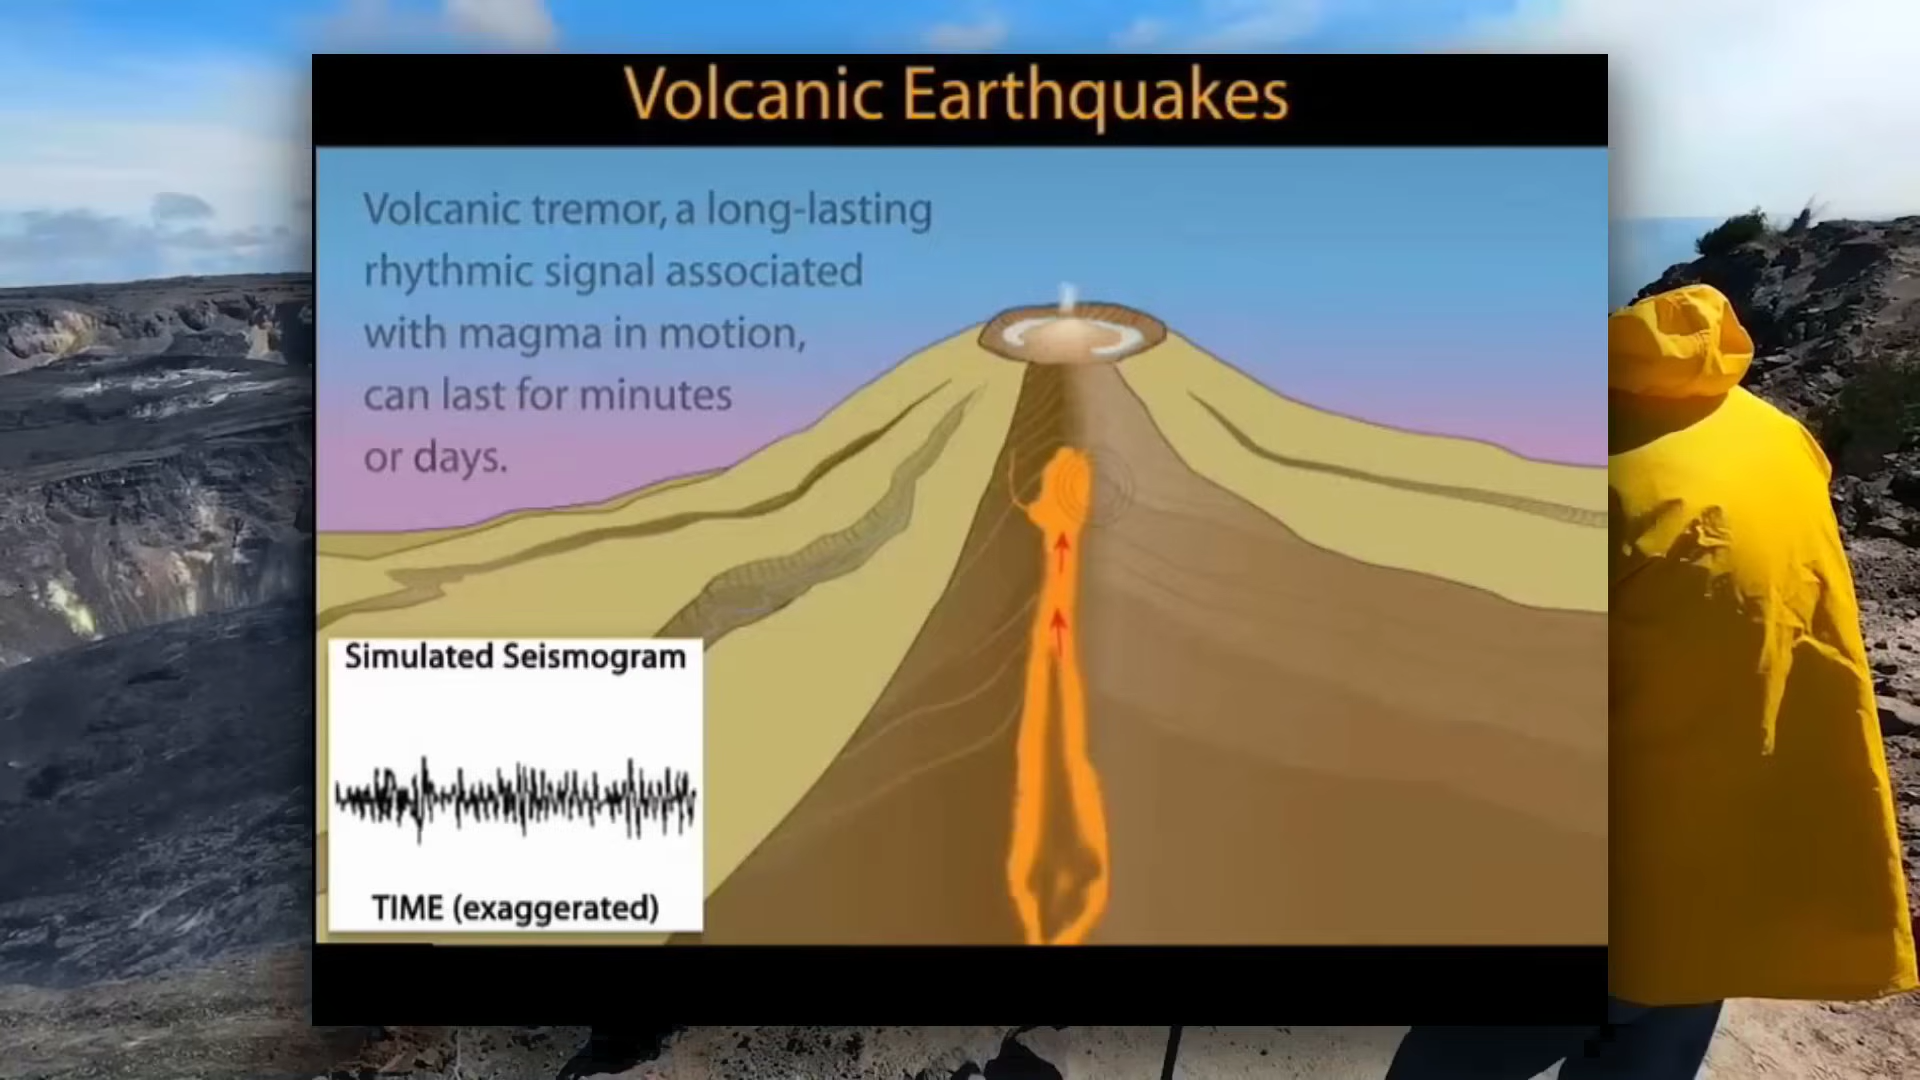 Volcanic Earthquakes
Volcanic tremor, a long-lasting
rhythmic signal associated
with magma in motion,
can last for minutes
or days.
Simulated Seismogram
TIME (exaggerated)